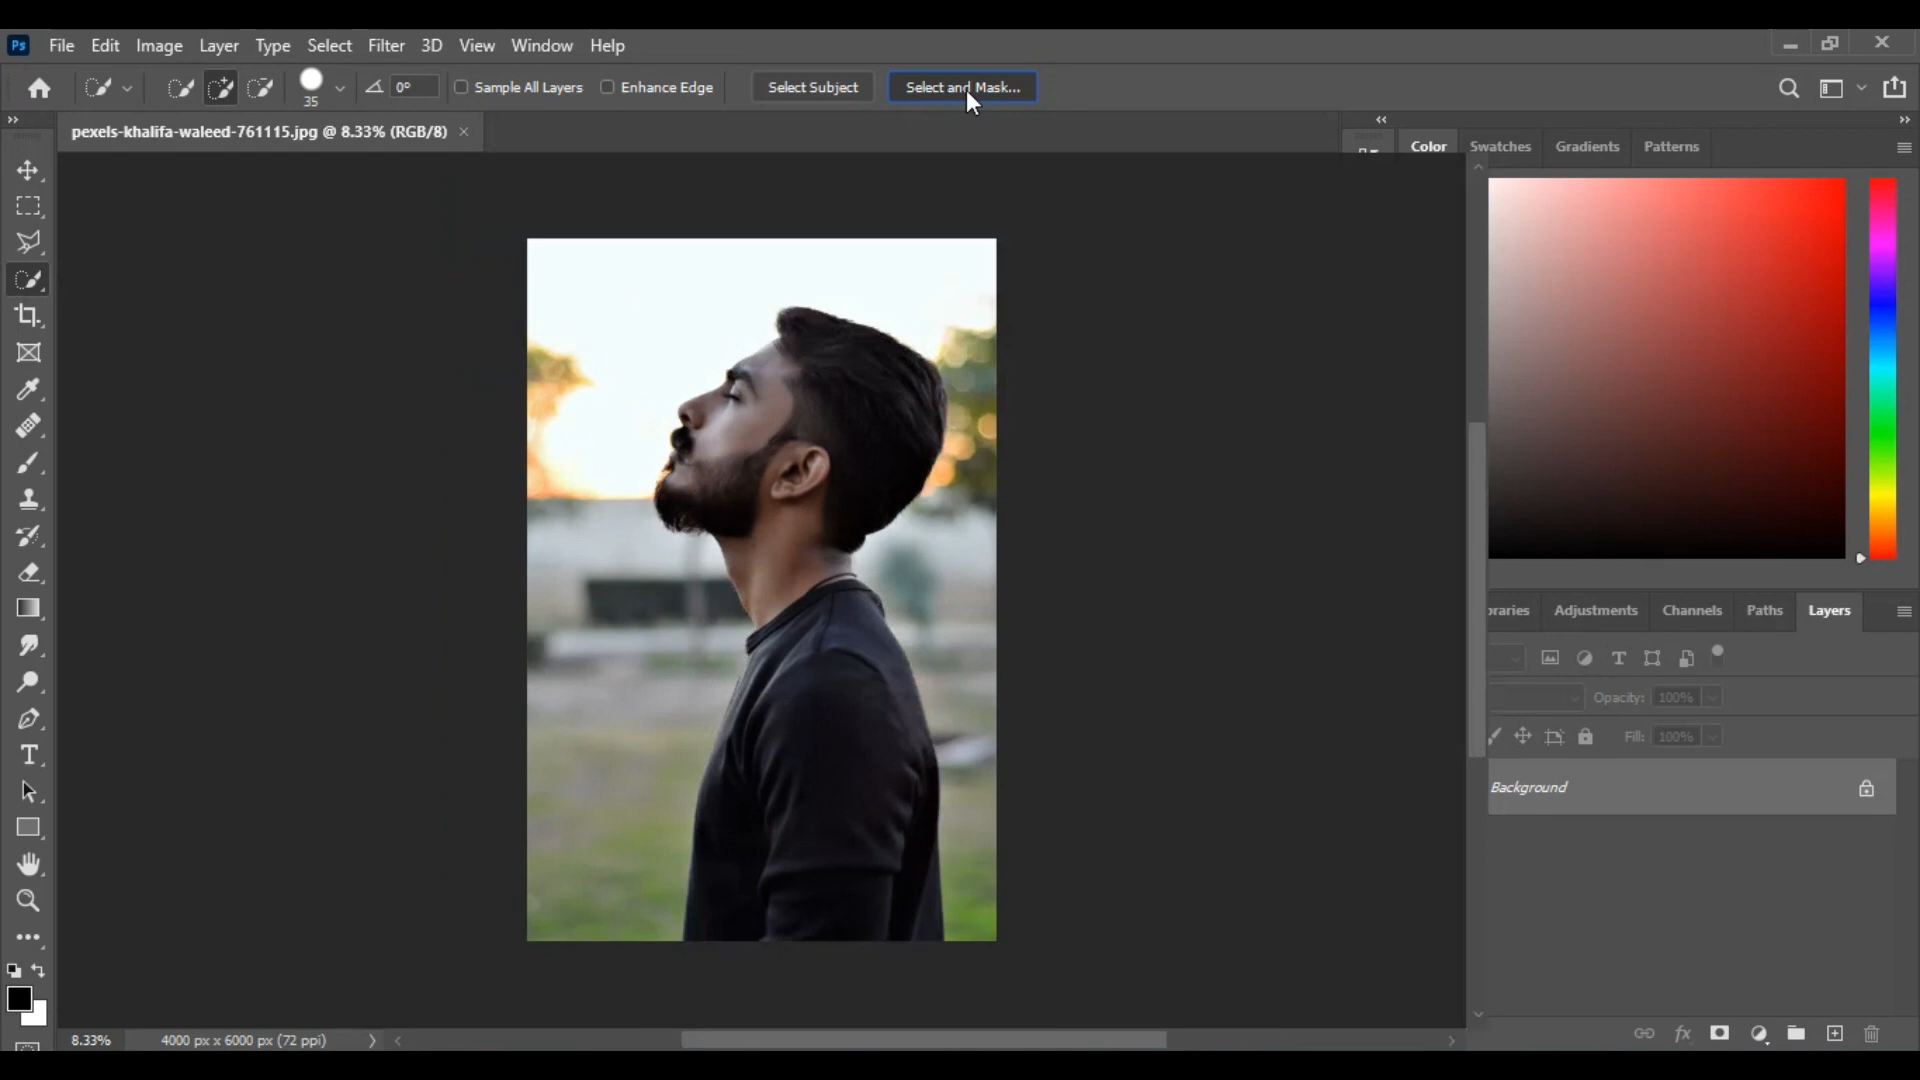 Ps File Edit Image Layer Type Select Filter 3D View Window Help
35 0° Sample All Layers Enhance Edge Select Subject Select and Mask...
pexels-khalifa-waleed-761115.jpg @ 8.33% (RGB/8)
Color Swatches Gradients Patterns
braries Adjustments Channels Paths Layers
Opacity: 100%
Fill: 100%
Background
8.33% 4000 px x 6000 px (72 ppi)